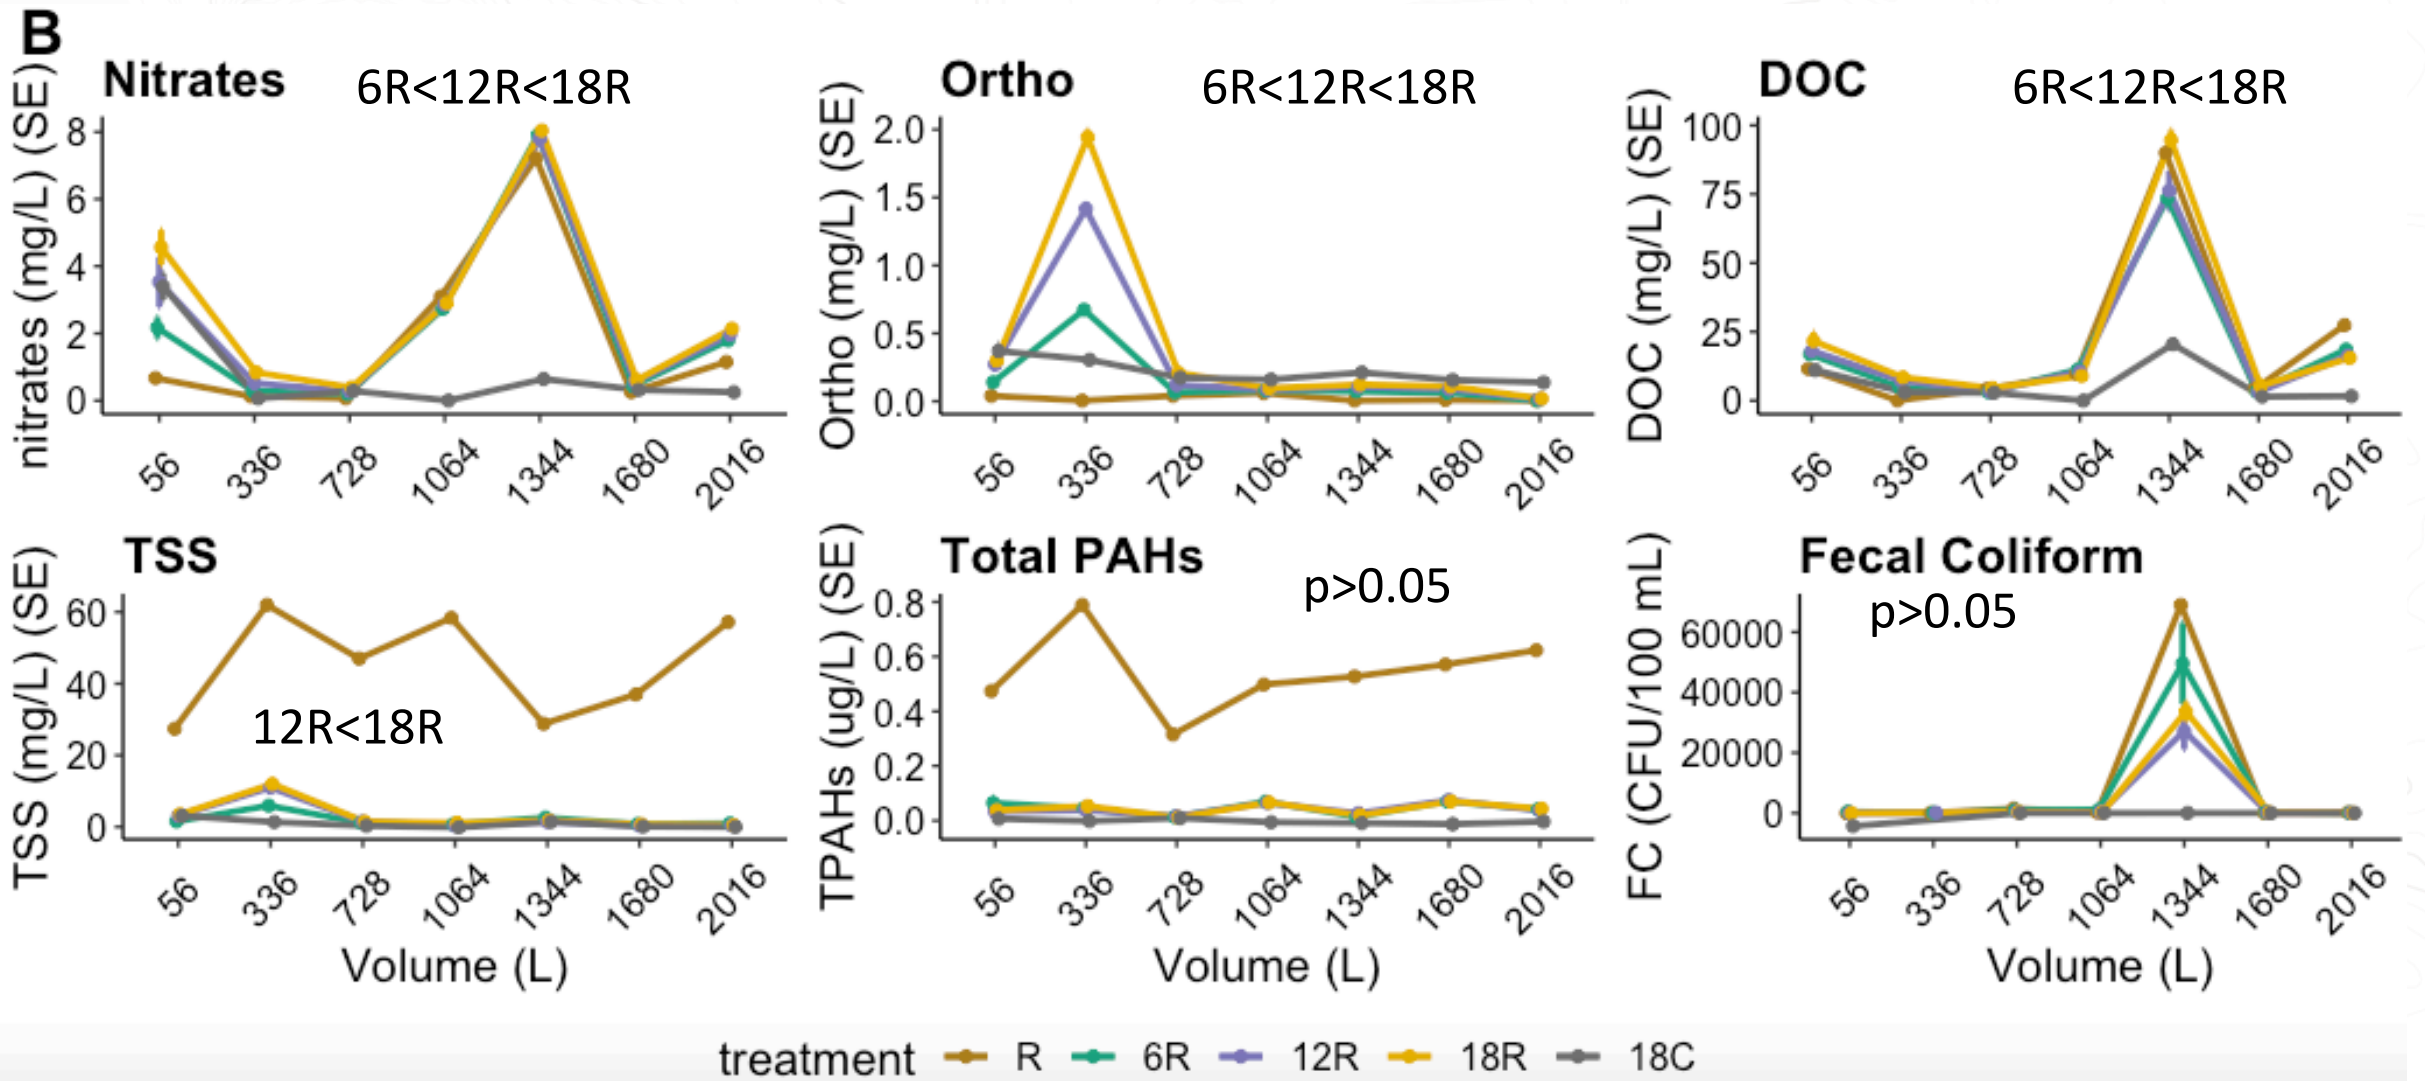 B
Nitrates 6R<12R<18R
nitrates (mg/L) (SE)
8
6
4
2
0
56 336 728 1064 1344 1680 2016
Ortho 6R<12R<18R
Ortho (mg/L) (SE)
2.0
1.5
1.0
0.5
0.0
56 336 728 1064 1344 1680 2016
DOC 6R<12R<18R
DOC (mg/L) (SE)
100
75
50
25
0
56 336 728 1064 1344 1680 2016
TSS
TSS (mg/L) (SE)
60
40
20
0
12R<18R
56 336 728 1064 1344 1680 2016
Volume (L)
Total PAHs
p>0.05
TPAHs (ug/L) (SE)
0.8
0.6
0.4
0.2
0.0
56 336 728 1064 1344 1680 2016
Volume (L)
Fecal Coliform
p>0.05
FC (CFU/100 mL)
60000
40000
20000
0
56 336 728 1064 1344 1680 2016
Volume (L)
treatment R 6R 12R 18R 18C